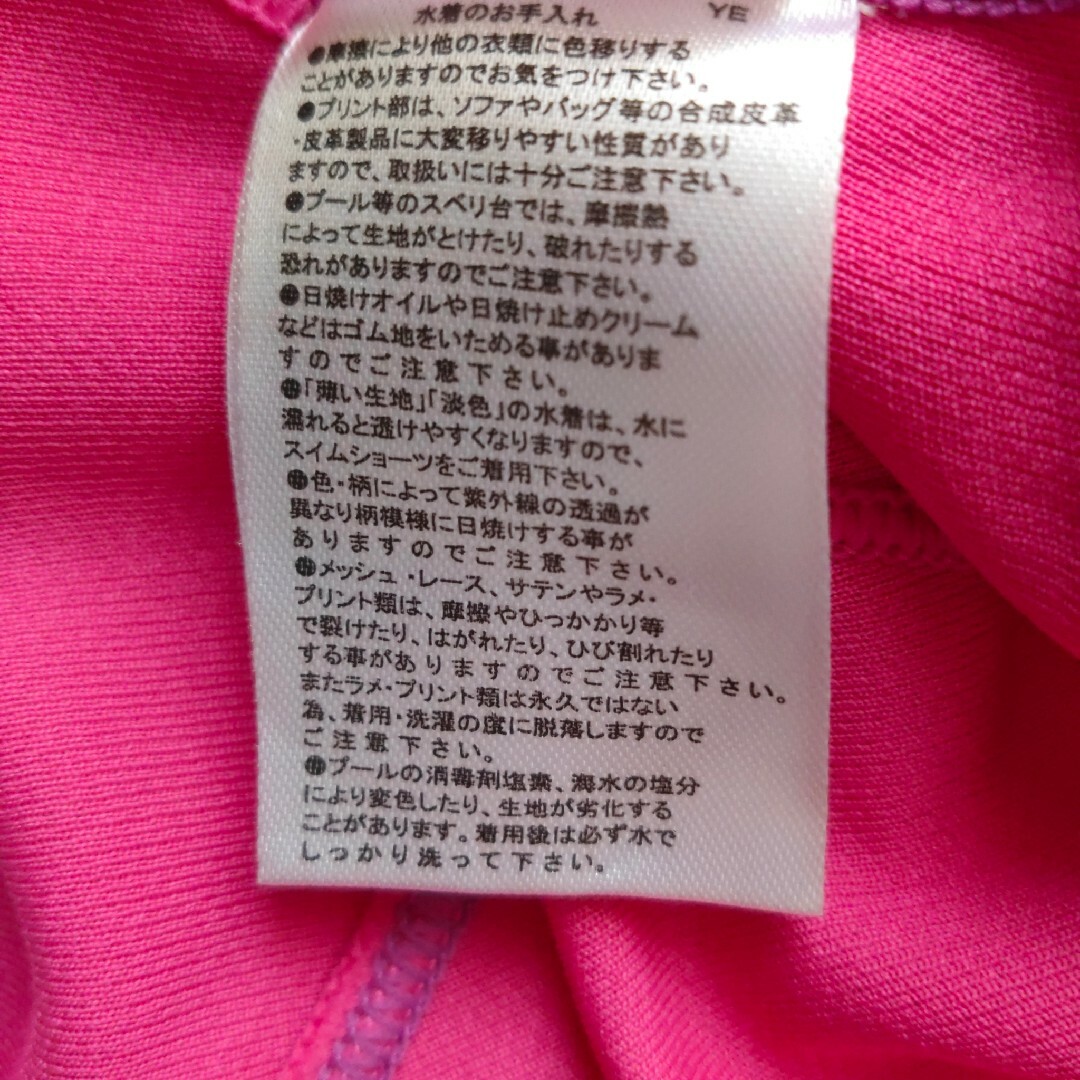 水着のお手入れ YE
●摩擦により他の衣類に色移りする
ことがありますのでお気をつけ下さい。
●プリント部は、ソファやバッグ等の合成皮革
・皮革製品に大変移りやすい性質があり
ますので、取扱いには十分ご注意下さい。
●プール等のスベリ台では、摩擦熱
によって生地がとけたり、破れたりする
恐れがありますのでご注意下さい。
●日焼けオイルや日焼け止めクリーム
などはゴム地をいためる事がありま
すのでご注意下さい。
●「薄い生地」「淡色」の水着は、水に
濡れると透けやすくなりますので、
スイムショーツをご着用下さい。
●色・柄によって紫外線の透過が
異なり柄模様に日焼けする事が
ありますのでご注意下さい。
●メッシュ・レース、サテンやラメ・
プリント類は、摩擦やひっかかり等
で裂けたり、はがれたり、ひび割れたり
する事がありますのでご注意下さい。
またラメ・プリント類は永久ではない
為、着用・洗濯の度に脱落しますので
ご注意下さい。
●プールの消毒剤塩素、海水の塩分
により変色したり、生地が劣化する
ことがあります。着用後は必ず水で
しっかり洗って下さい。